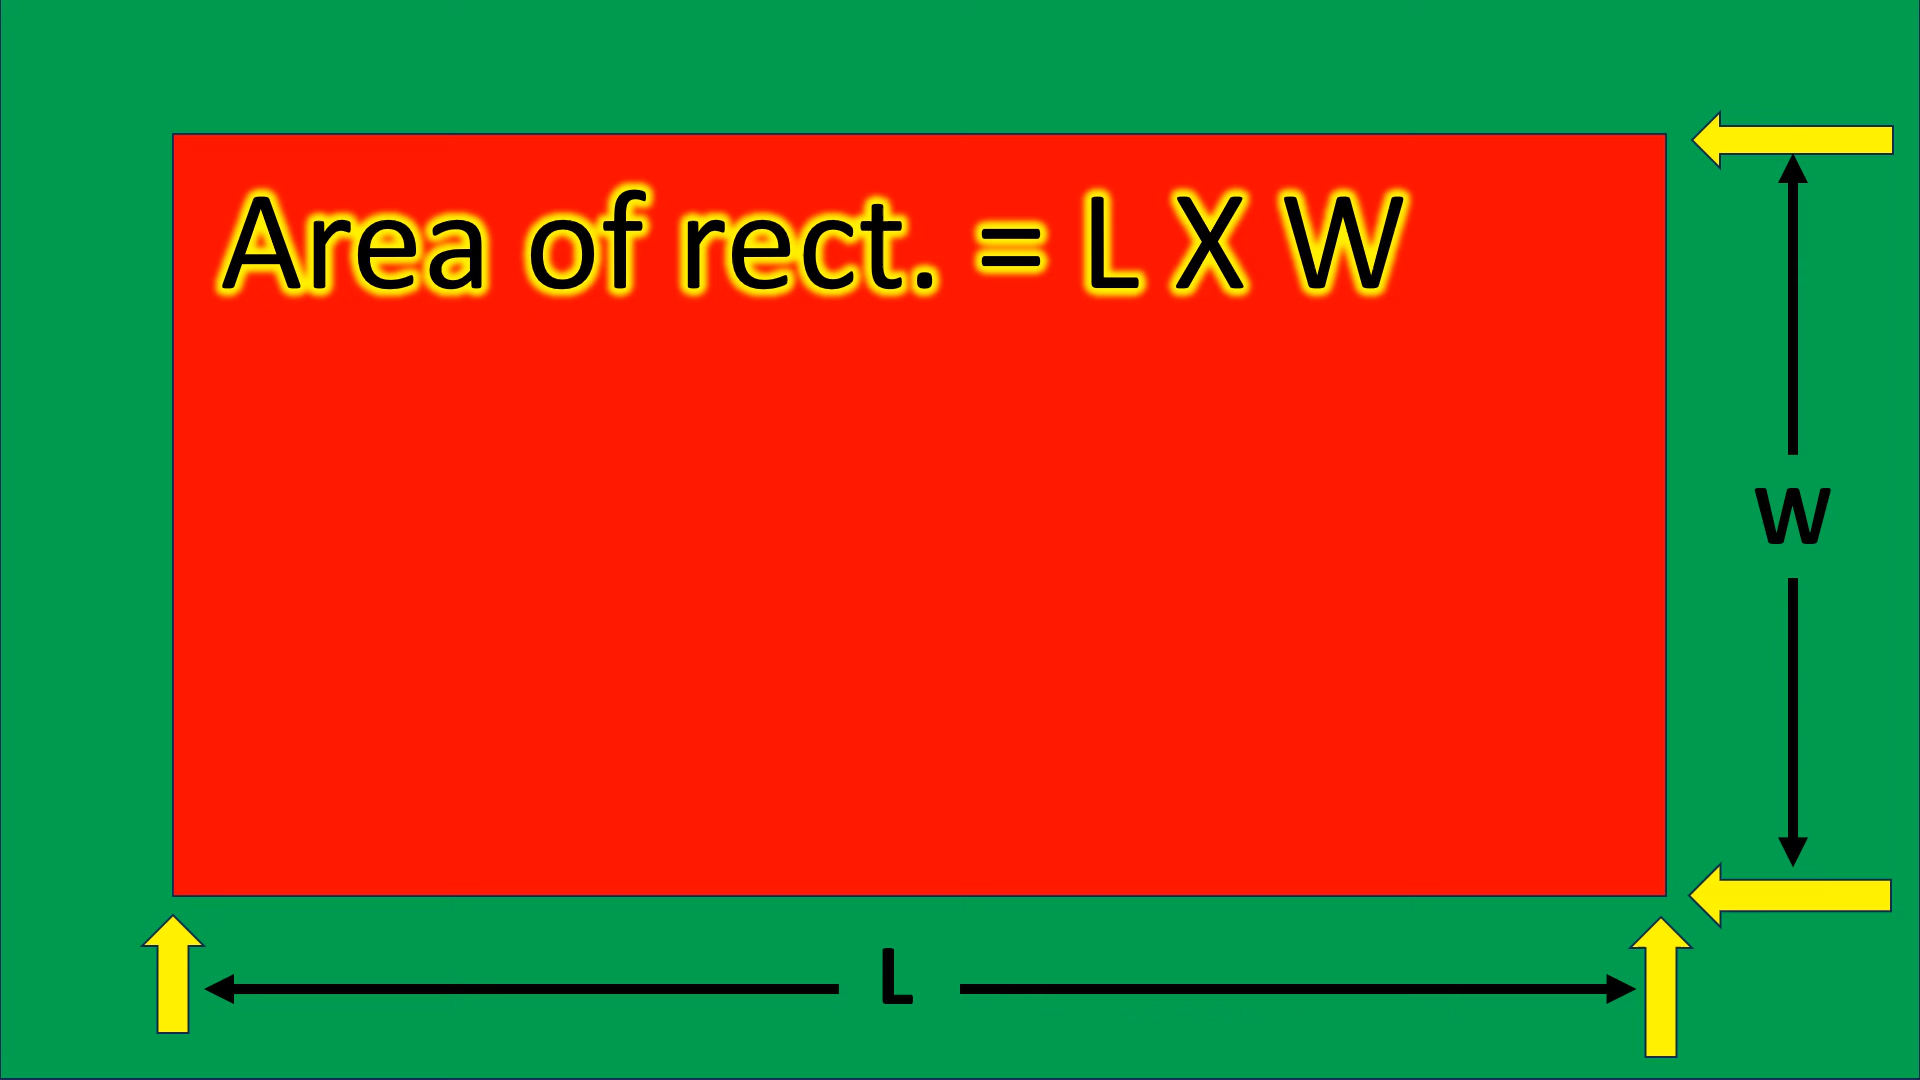 Area of rect. = L X W
W
L